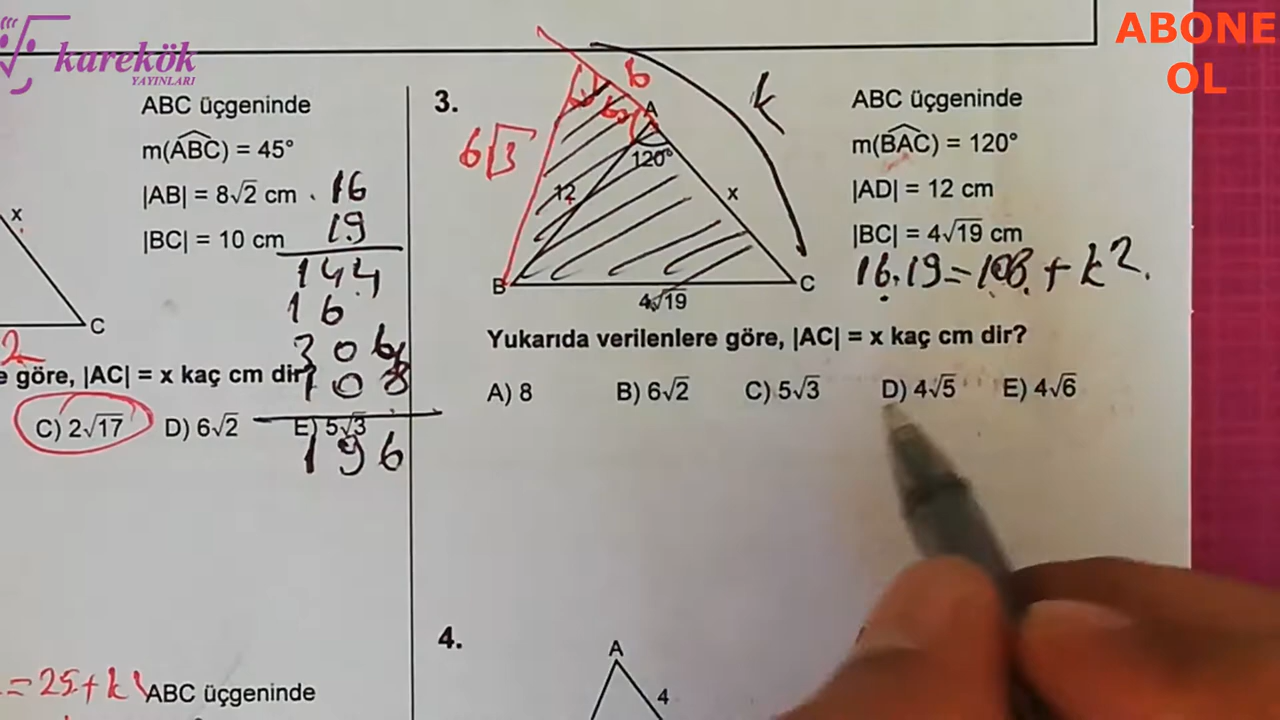 karekök
YAYINLARI
ABONE
OL
ABC üçgeninde
m(ABC) = 45°
|AB| = 8√2 cm
|BC| = 10 cm
16
19
144
16
304
108
196
x
C
2
e göre, |AC| = x kaç cm dir?
C) 2√17 D) 6√2 E) 5√3
= 25 + k
ABC üçgeninde
3.
6
6√3
60
A
120°
12
x
k
B
C
4√19
ABC üçgeninde
m(BAC) = 120°
|AD| = 12 cm
|BC| = 4√19 cm
16.19 = 108 + k².
Yukarıda verilenlere göre, |AC| = x kaç cm dir?
A) 8 B) 6√2 C) 5√3 D) 4√5 E) 4√6
4.
A
4